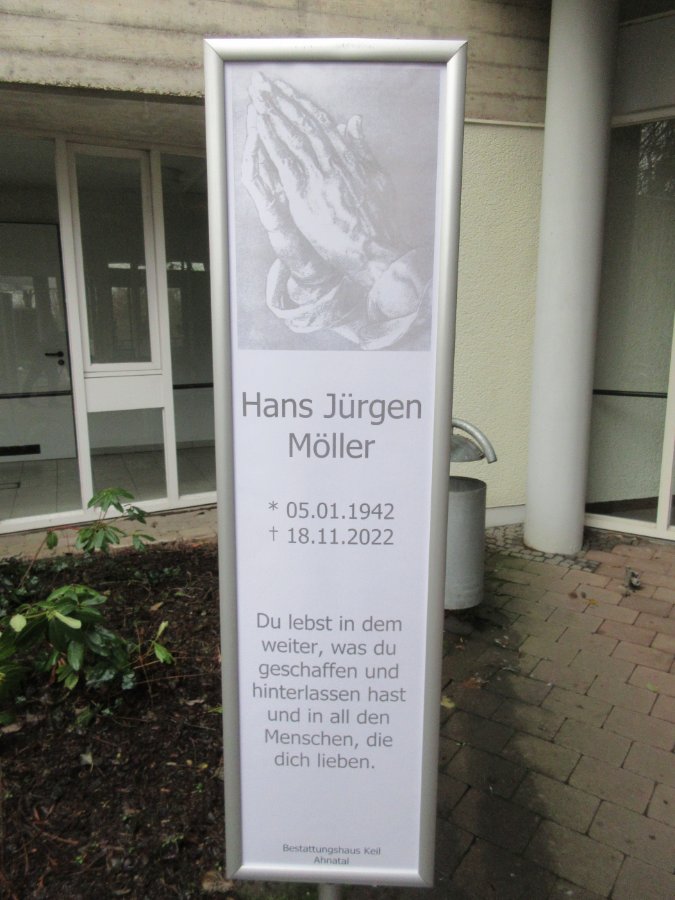 Hans Jürgen
Möller
* 05.01.1942
† 18.11.2022
Du lebst in dem
weiter, was du
geschaffen und
hinterlassen hast
und in all den
Menschen, die
dich lieben.
Bestattungshaus Keil
Ahnatal